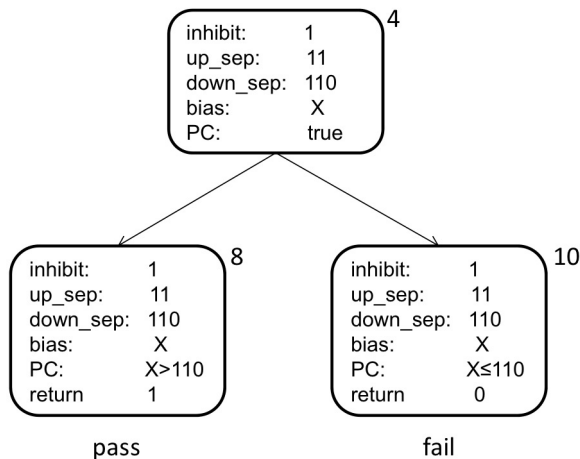 4
inhibit: 1
up_sep: 11
down_sep: 110
bias: X
PC: true
8
inhibit: 1
up_sep: 11
down_sep: 110
bias: X
PC: X>110
return 1
pass
10
inhibit: 1
up_sep: 11
down_sep: 110
bias: X
PC: X≤110
return 0
fail